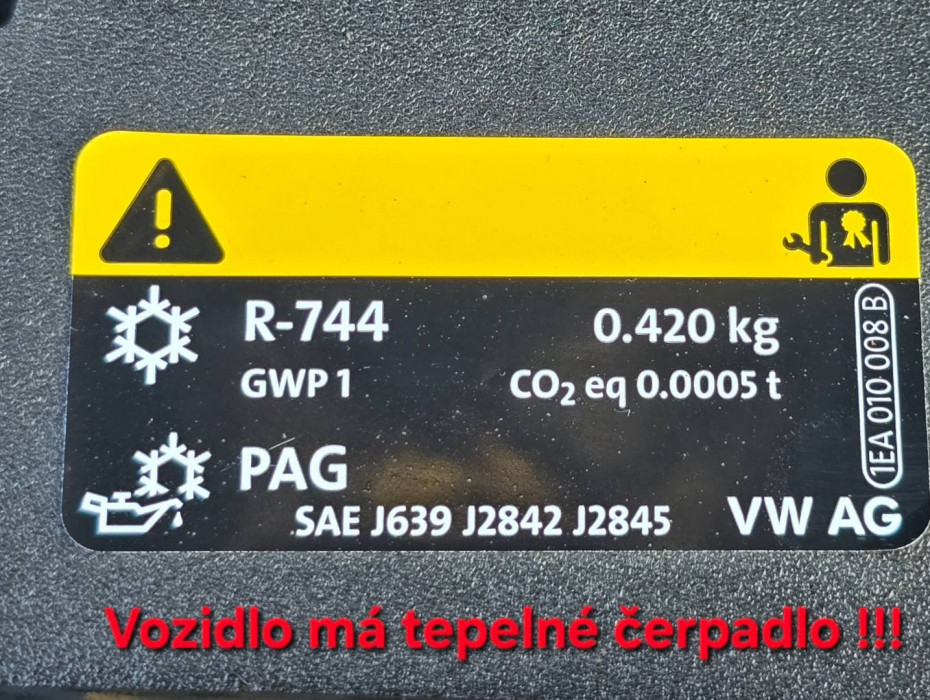 R-744 0.420 kg
GWP 1 CO₂ eq 0.0005 t
1EA 010 008 B
PAG
SAE J639 J2842 J2845 VW AG
Vozidlo má tepelné čerpadlo !!!